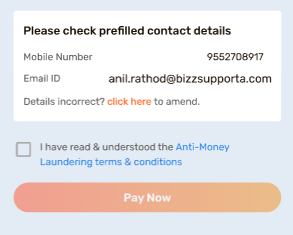 Please check prefilled contact details
Mobile Number 9552708917
Email ID anil.rathod@bizzsupporta.com
Details incorrect? click here to amend.
I have read & understood the Anti-Money
Laundering terms & conditions
Pay Now